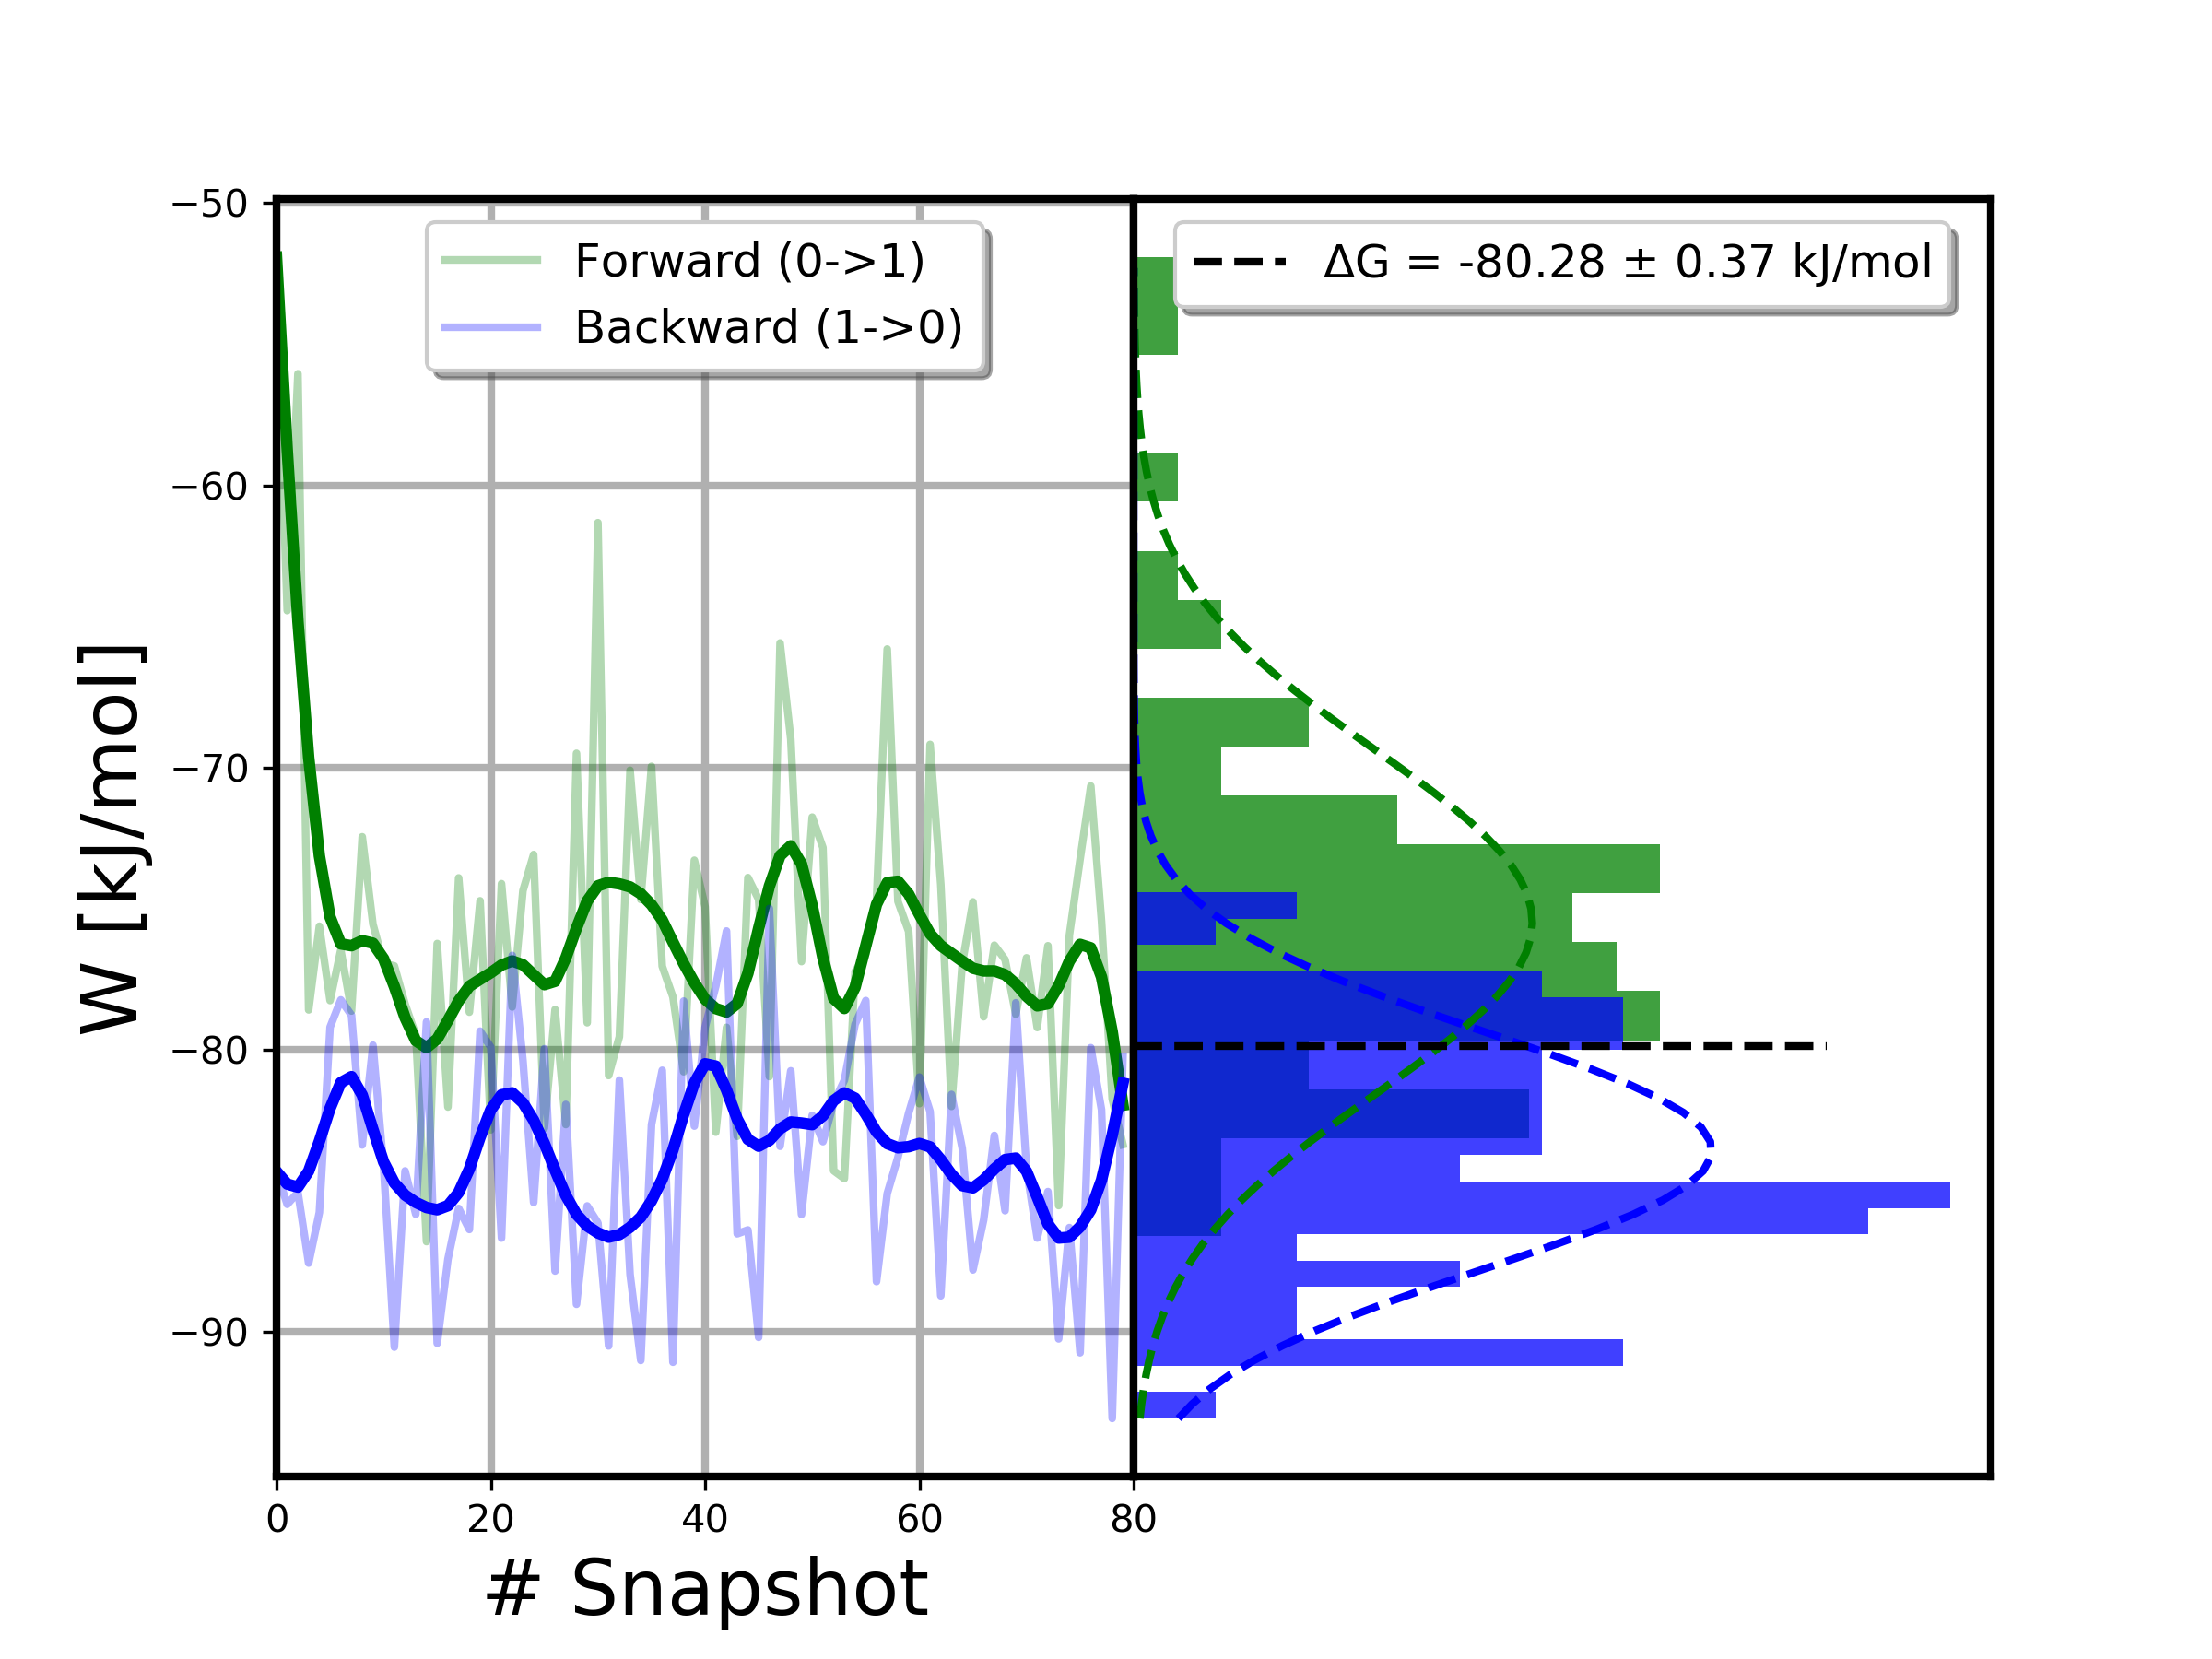 W [kJ/mol]
−50
−60
−70
−80
−90
Forward (0->1)
Backward (1->0)
ΔG = -80.28 ± 0.37 kJ/mol
0 20 40 60 80
# Snapshot